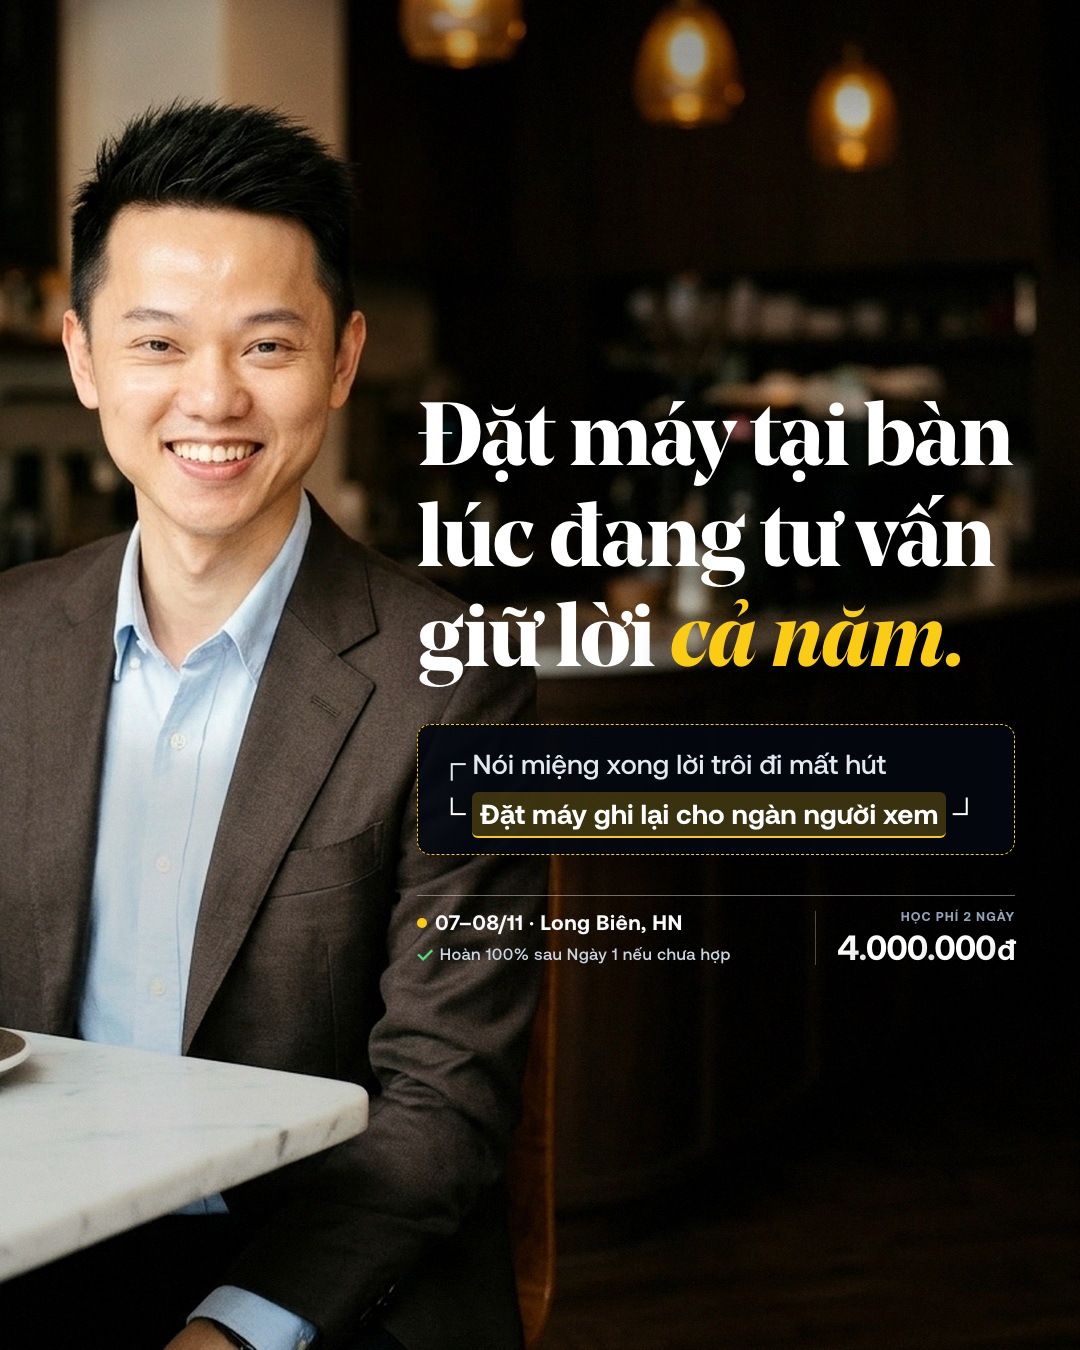 Đặt máy tại bàn
lúc đang tư vấn
giữ lời cả năm.
Nói miệng xong lời trôi đi mất hút
Đặt máy ghi lại cho ngàn người xem
07–08/11 · Long Biên, HN
Hoàn 100% sau Ngày 1 nếu chưa hợp
HỌC PHÍ 2 NGÀY
4.000.000đ